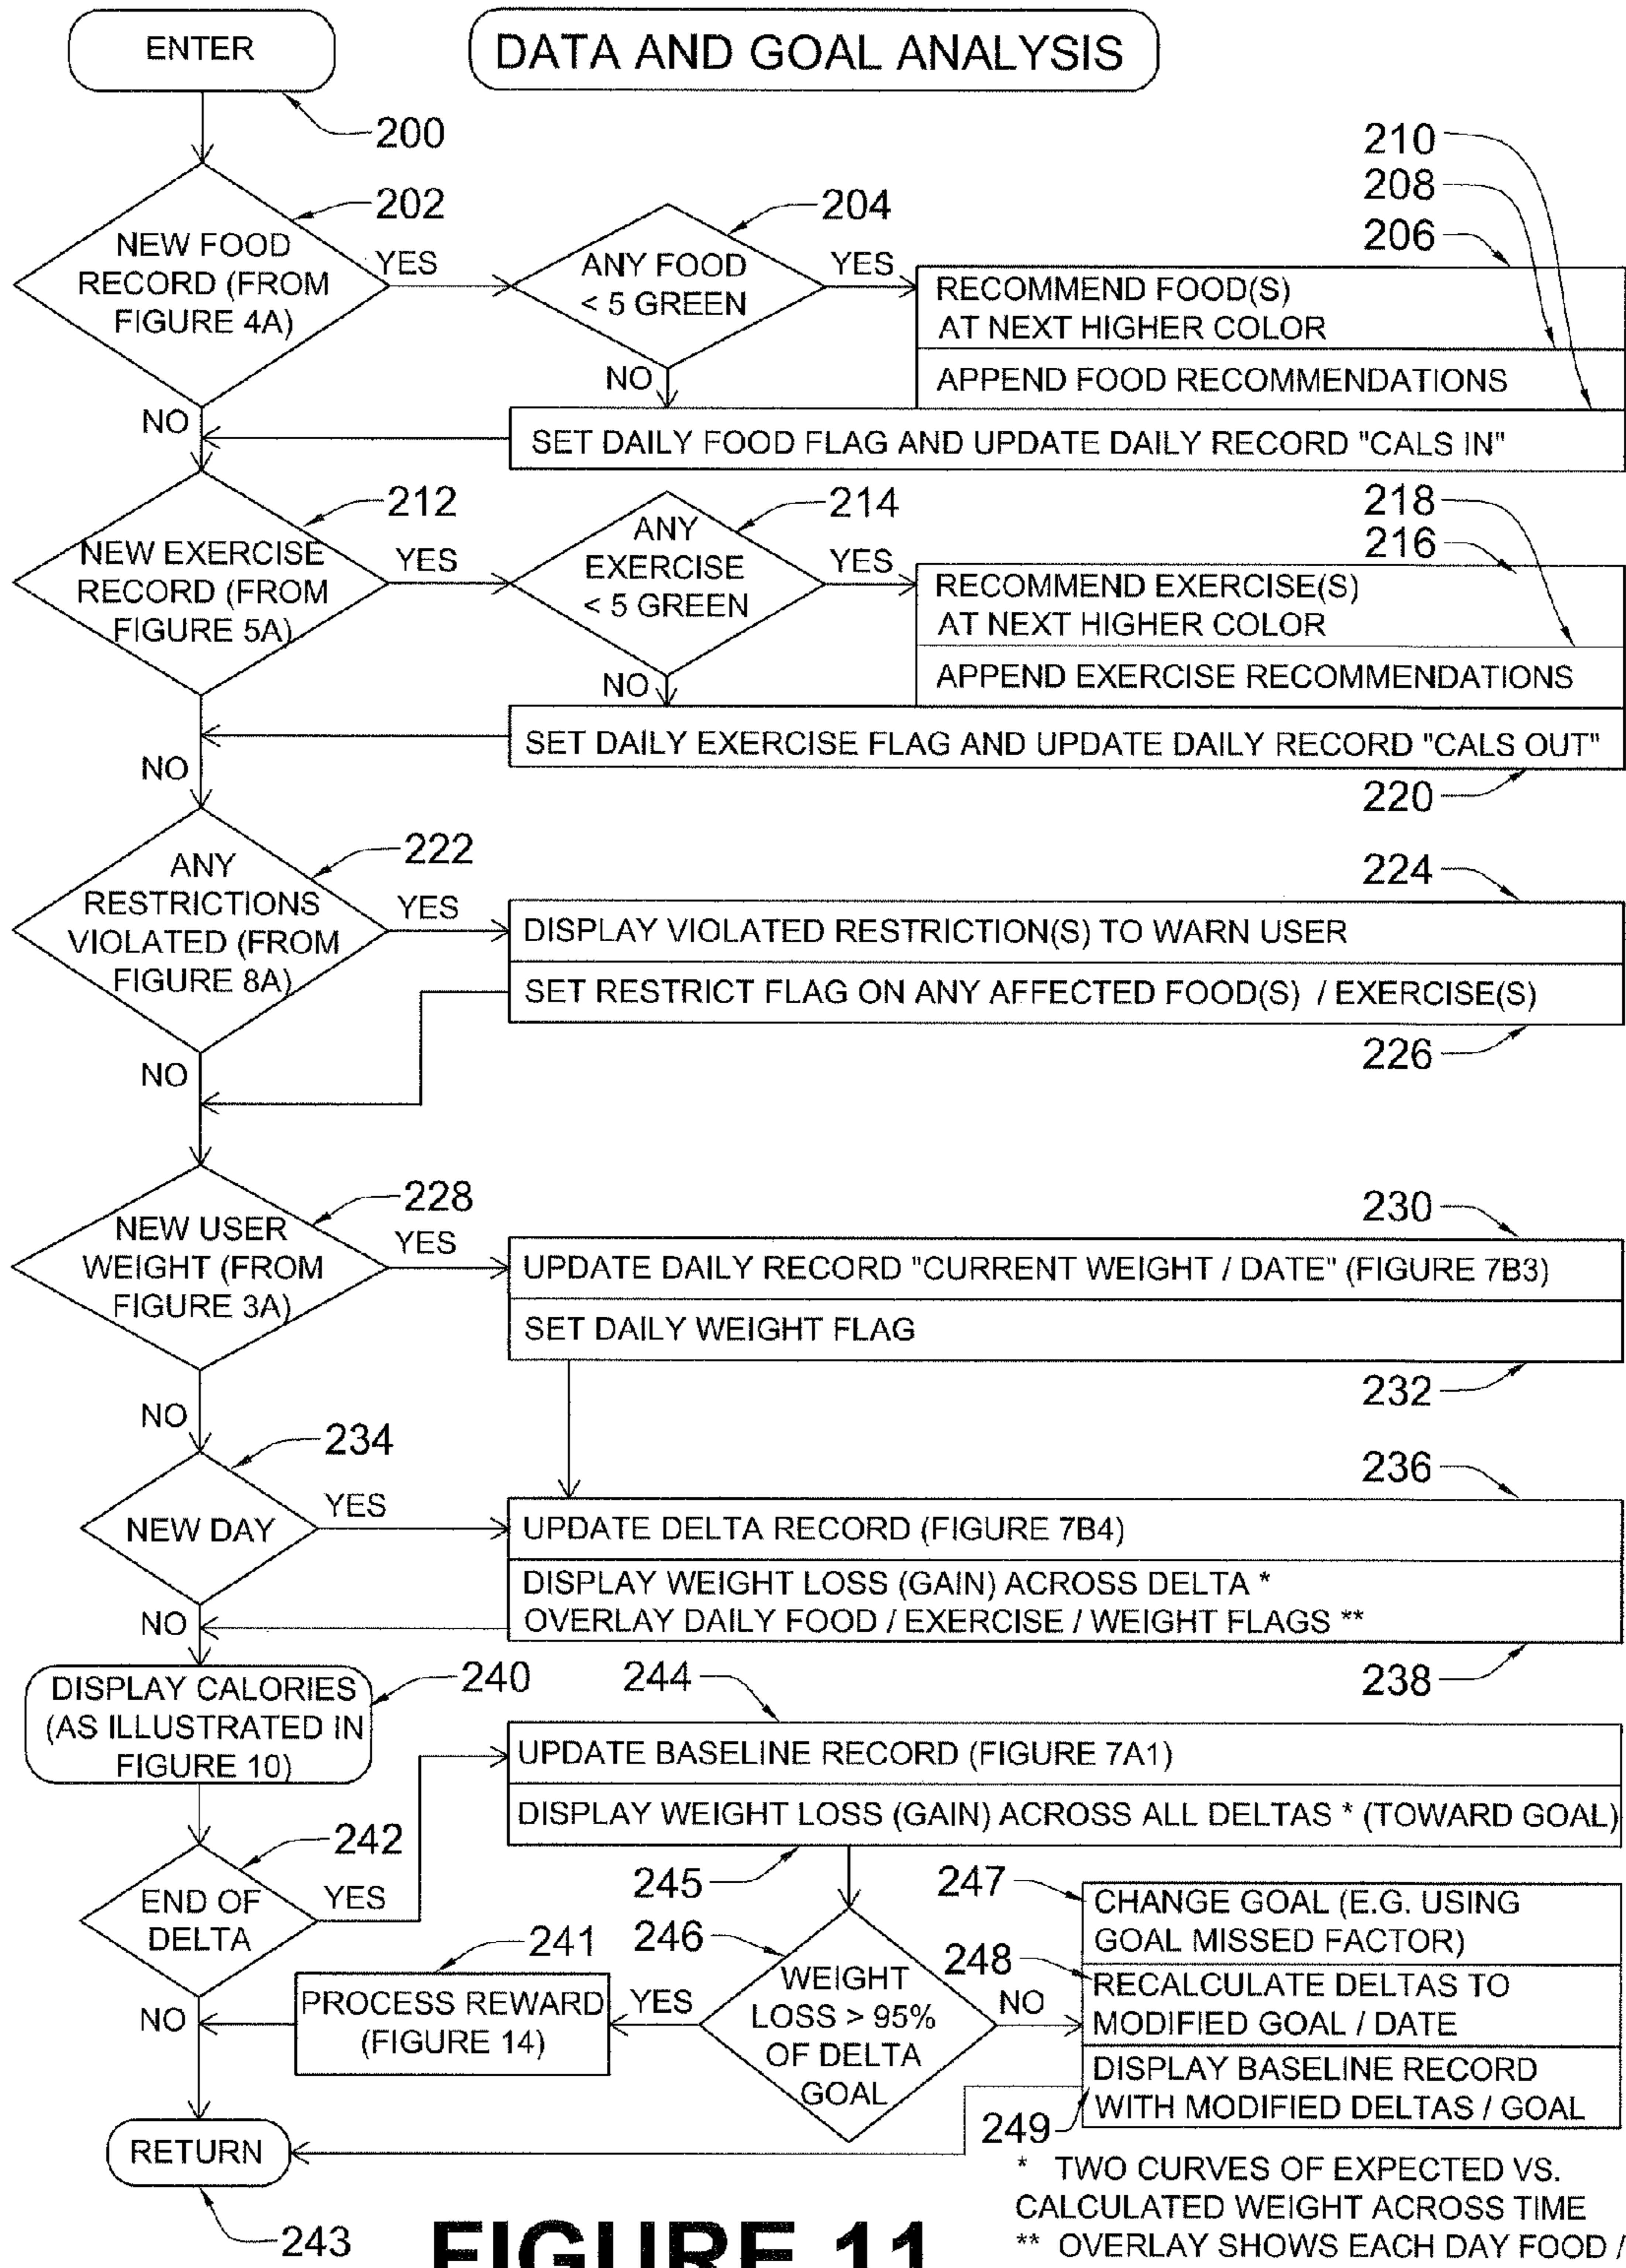 ENTER
DATA AND GOAL ANALYSIS
200
210
208
206
202
204
NEW FOOD
RECORD (FROM
FIGURE 4A)
YES
ANY FOOD
< 5 GREEN
YES
RECOMMEND FOOD(S)
AT NEXT HIGHER COLOR
APPEND FOOD RECOMMENDATIONS
NO
NO
SET DAILY FOOD FLAG AND UPDATE DAILY RECORD "CALS IN"
212
214
218
216
NEW EXERCISE
RECORD (FROM
FIGURE 5A)
YES
ANY
EXERCISE
< 5 GREEN
YES
RECOMMEND EXERCISE(S)
AT NEXT HIGHER COLOR
APPEND EXERCISE RECOMMENDATIONS
NO
SET DAILY EXERCISE FLAG AND UPDATE DAILY RECORD "CALS OUT"
NO
220
222
224
ANY
RESTRICTIONS
VIOLATED (FROM
FIGURE 8A)
YES
DISPLAY VIOLATED RESTRICTION(S) TO WARN USER
SET RESTRICT FLAG ON ANY AFFECTED FOOD(S) / EXERCISE(S)
226
NO
228
230
NEW USER
WEIGHT (FROM
FIGURE 3A)
YES
UPDATE DAILY RECORD "CURRENT WEIGHT / DATE" (FIGURE 7B3)
SET DAILY WEIGHT FLAG
232
NO
234
236
NEW DAY
YES
UPDATE DELTA RECORD (FIGURE 7B4)
DISPLAY WEIGHT LOSS (GAIN) ACROSS DELTA *
OVERLAY DAILY FOOD / EXERCISE / WEIGHT FLAGS **
NO
238
240
DISPLAY CALORIES
(AS ILLUSTRATED IN
FIGURE 10)
244
UPDATE BASELINE RECORD (FIGURE 7A1)
DISPLAY WEIGHT LOSS (GAIN) ACROSS ALL DELTAS * (TOWARD GOAL)
242
245
END OF
DELTA
YES
247
CHANGE GOAL (E.G. USING
GOAL MISSED FACTOR)
241
246
248
RECALCULATE DELTAS TO
MODIFIED GOAL / DATE
PROCESS REWARD
(FIGURE 14)
YES
WEIGHT
LOSS > 95%
OF DELTA
GOAL
NO
NO
DISPLAY BASELINE RECORD
WITH MODIFIED DELTAS / GOAL
249
RETURN
243
* TWO CURVES OF EXPECTED VS.
CALCULATED WEIGHT ACROSS TIME
** OVERLAY SHOWS EACH DAY FOOD /
FIGURE 11